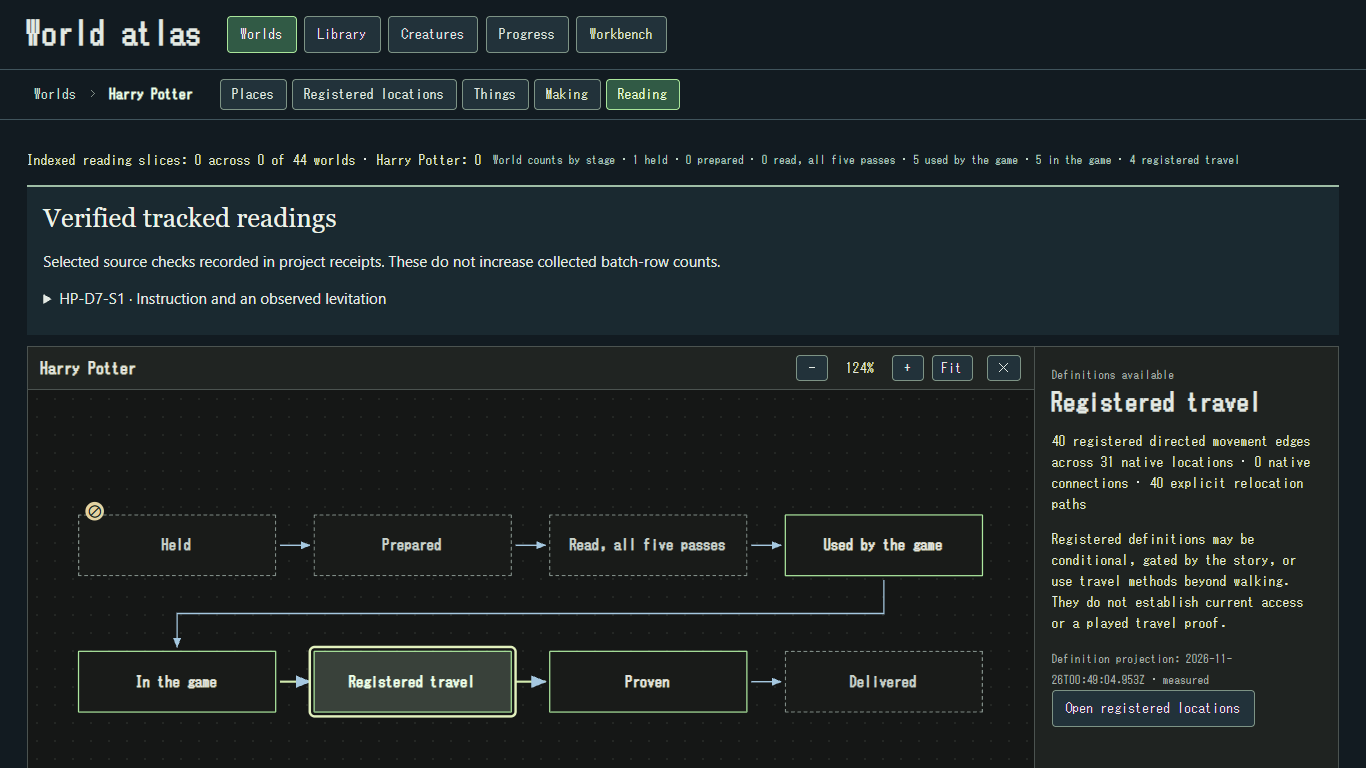 World atlas
Worlds
Library
Creatures
Progress
Workbench
Worlds > Harry Potter
Places
Registered locations
Things
Making
Reading
Indexed reading slices: 0 across 0 of 44 worlds · Harry Potter: 0
World counts by stage · 1 held · 0 prepared · 0 read, all five passes · 5 used by the game · 5 in the game · 4 registered travel
Verified tracked readings
Selected source checks recorded in project receipts. These do not increase collected batch-row counts.
HP-D7-S1 · Instruction and an observed levitation
Harry Potter
−
124%
+
Fit
×
Held
Prepared
Read, all five passes
Used by the game
In the game
Registered travel
Proven
Delivered
Definitions available
Registered travel
40 registered directed movement edges
across 31 native locations · 0 native
connections · 40 explicit relocation
paths
Registered definitions may be
conditional, gated by the story, or
use travel methods beyond walking.
They do not establish current access
or a played travel proof.
Definition projection: 2026-11-
26T00:49:04.953Z · measured
Open registered locations